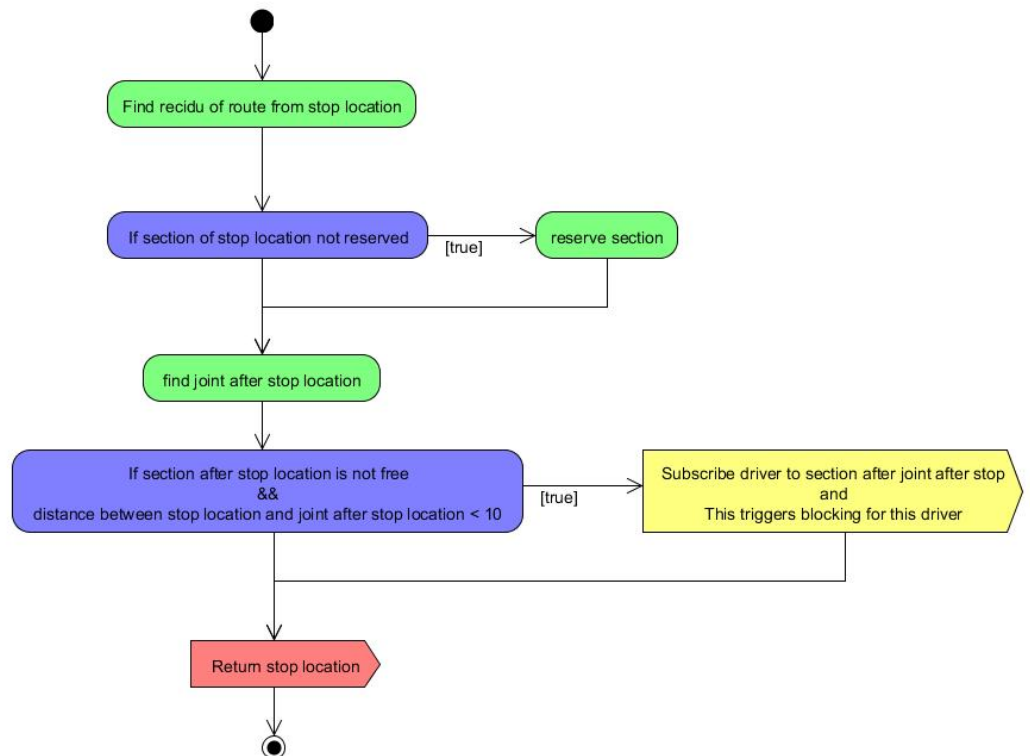 Find recidu of route from stop location
If section of stop location not reserved
[true]
reserve section
find joint after stop location
If section after stop location is not free
&&
distance between stop location and joint after stop location < 10
[true]
Subscribe driver to section after joint after stop
and
This triggers blocking for this driver
Return stop location